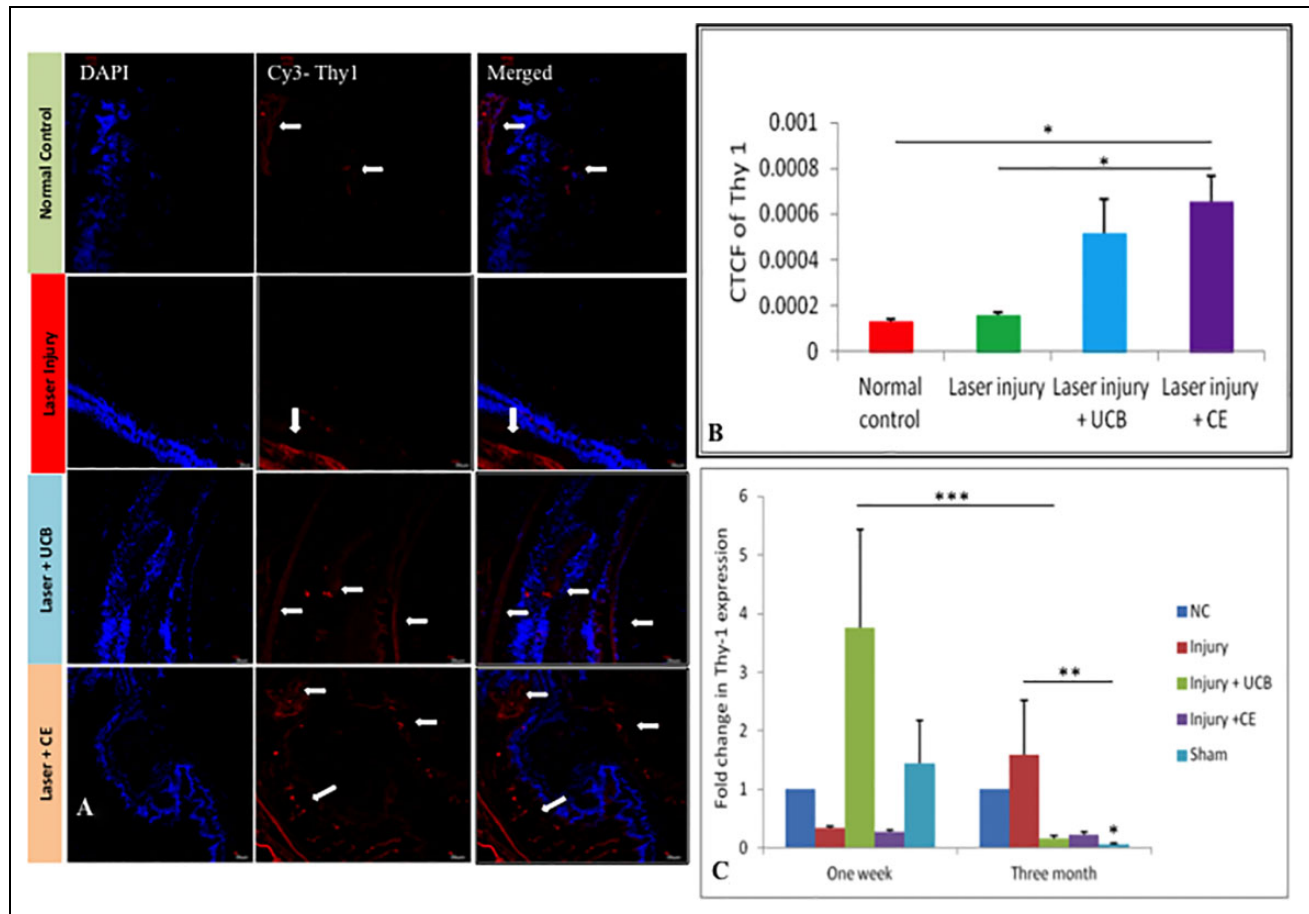 DAPI
Cy3- Thy1
Merged
Normal Control
Laser Injury
Laser + UCB
Laser + CE
A
CTCF of Thy 1
0.001
0.0008
0.0006
0.0004
0.0002
0
*
*
Normal control
Laser injury
Laser injury + UCB
Laser injury + CE
B
Fold change in Thy-1 expression
6
5
4
3
2
1
0
***
**
*
One week
Three month
NC
Injury
Injury + UCB
Injury +CE
Sham
C